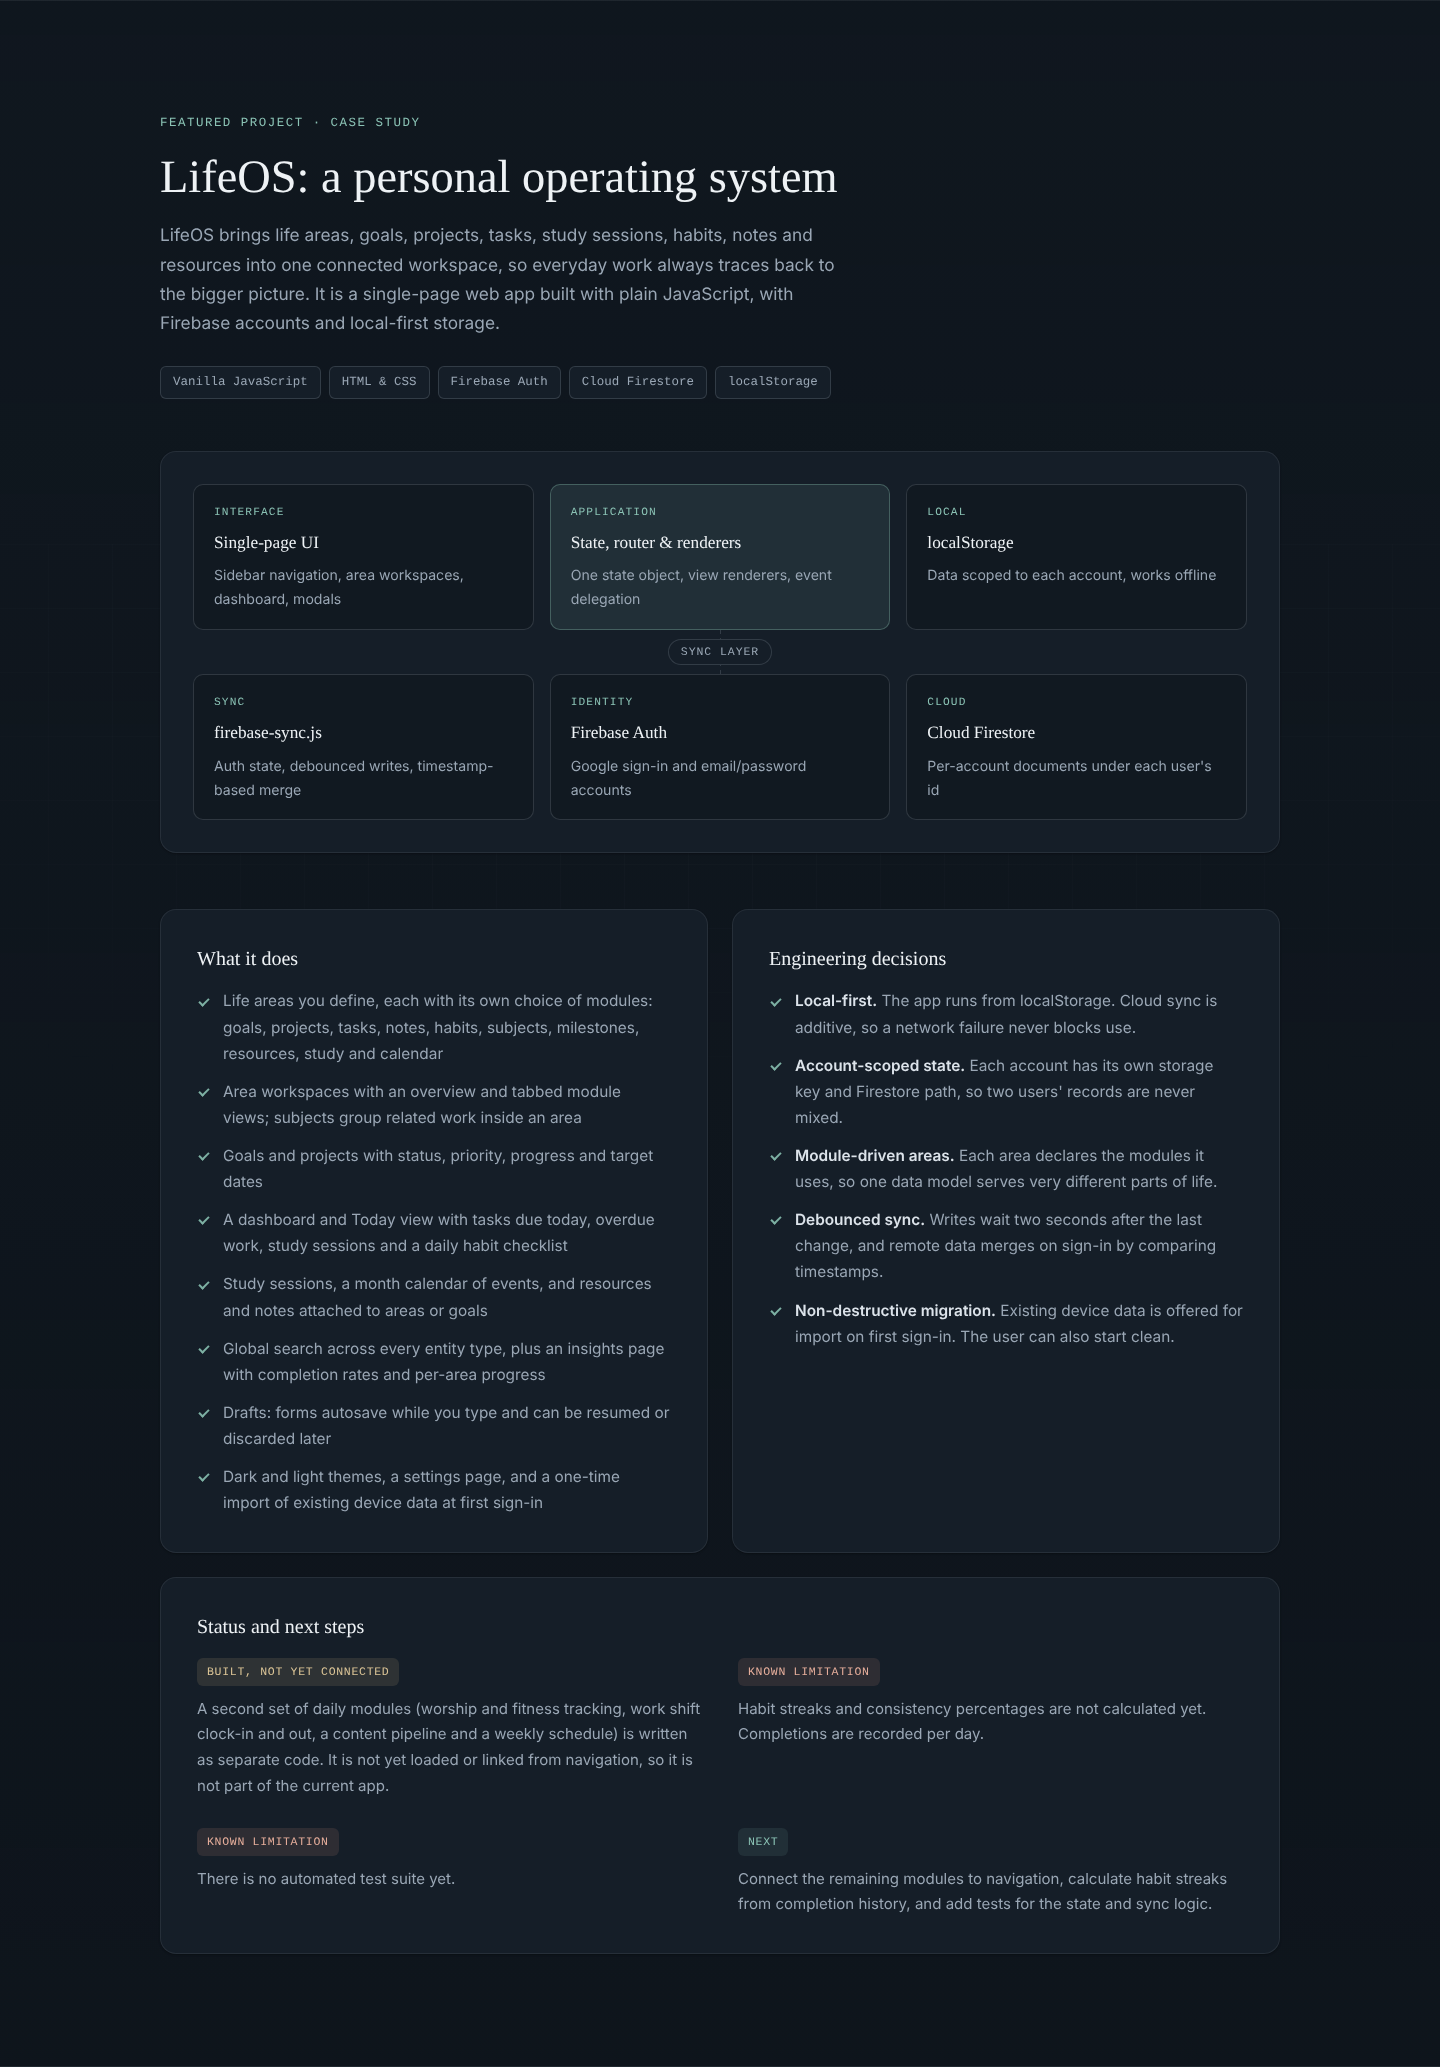 FEATURED PROJECT · CASE STUDY
LifeOS: a personal operating system
LifeOS brings life areas, goals, projects, tasks, study sessions, habits, notes and
resources into one connected workspace, so everyday work always traces back to
the bigger picture. It is a single-page web app built with plain JavaScript, with
Firebase accounts and local-first storage.
Vanilla JavaScript
HTML & CSS
Firebase Auth
Cloud Firestore
localStorage
INTERFACE
Single-page UI
Sidebar navigation, area workspaces,
dashboard, modals
APPLICATION
State, router & renderers
One state object, view renderers, event
delegation
LOCAL
localStorage
Data scoped to each account, works offline
SYNC LAYER
SYNC
firebase-sync.js
Auth state, debounced writes, timestamp-
based merge
IDENTITY
Firebase Auth
Google sign-in and email/password
accounts
CLOUD
Cloud Firestore
Per-account documents under each user's
id
What it does
Life areas you define, each with its own choice of modules:
goals, projects, tasks, notes, habits, subjects, milestones,
resources, study and calendar
Area workspaces with an overview and tabbed module
views; subjects group related work inside an area
Goals and projects with status, priority, progress and target
dates
A dashboard and Today view with tasks due today, overdue
work, study sessions and a daily habit checklist
Study sessions, a month calendar of events, and resources
and notes attached to areas or goals
Global search across every entity type, plus an insights page
with completion rates and per-area progress
Drafts: forms autosave while you type and can be resumed or
discarded later
Dark and light themes, a settings page, and a one-time
import of existing device data at first sign-in
Engineering decisions
Local-first. The app runs from localStorage. Cloud sync is
additive, so a network failure never blocks use.
Account-scoped state. Each account has its own storage
key and Firestore path, so two users' records are never
mixed.
Module-driven areas. Each area declares the modules it
uses, so one data model serves very different parts of life.
Debounced sync. Writes wait two seconds after the last
change, and remote data merges on sign-in by comparing
timestamps.
Non-destructive migration. Existing device data is offered for
import on first sign-in. The user can also start clean.
Status and next steps
BUILT, NOT YET CONNECTED
A second set of daily modules (worship and fitness tracking, work shift
clock-in and out, a content pipeline and a weekly schedule) is written
as separate code. It is not yet loaded or linked from navigation, so it is
not part of the current app.
KNOWN LIMITATION
Habit streaks and consistency percentages are not calculated yet.
Completions are recorded per day.
KNOWN LIMITATION
There is no automated test suite yet.
NEXT
Connect the remaining modules to navigation, calculate habit streaks
from completion history, and add tests for the state and sync logic.